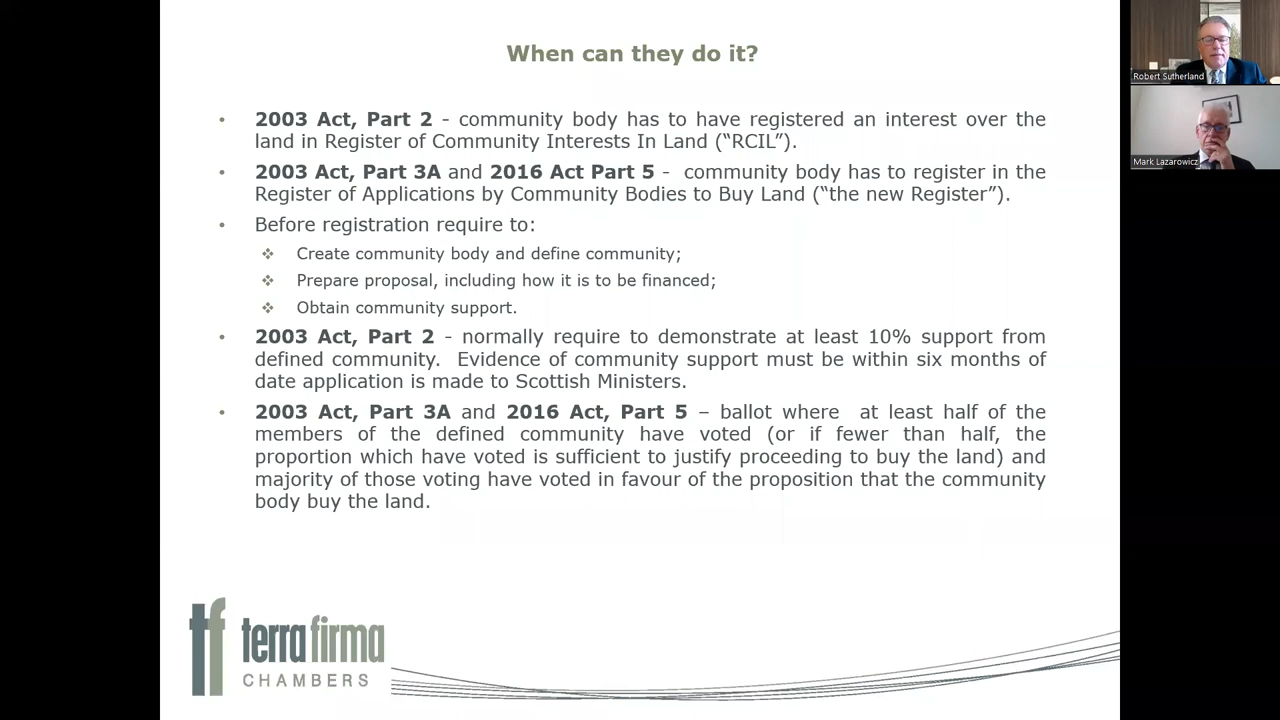 When can they do it?
• 2003 Act, Part 2 - community body has to have registered an interest over the
land in Register of Community Interests In Land (“RCIL”).
• 2003 Act, Part 3A and 2016 Act Part 5 - community body has to register in the
Register of Applications by Community Bodies to Buy Land (“the new Register”).
• Before registration require to:
❖ Create community body and define community;
❖ Prepare proposal, including how it is to be financed;
❖ Obtain community support.
• 2003 Act, Part 2 - normally require to demonstrate at least 10% support from
defined community. Evidence of community support must be within six months of
date application is made to Scottish Ministers.
• 2003 Act, Part 3A and 2016 Act, Part 5 – ballot where at least half of the
members of the defined community have voted (or if fewer than half, the
proportion which have voted is sufficient to justify proceeding to buy the land) and
majority of those voting have voted in favour of the proposition that the community
body buy the land.
tf terra firma
CHAMBERS
Robert Sutherland
Mark Lazarowicz